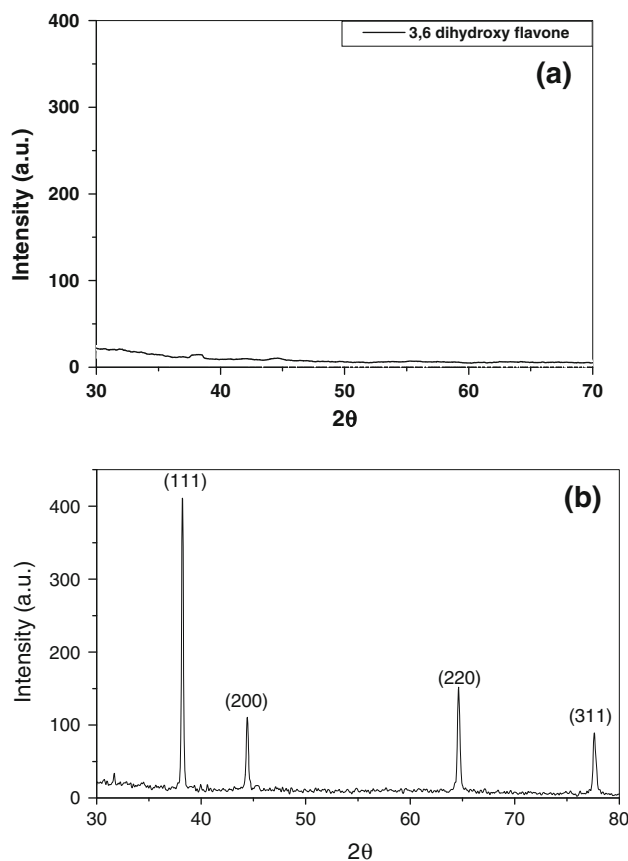 400
3,6 dihydroxy flavone
(a)
300
200
100
0
Intensity (a.u.)
30 40 50 60 70
2θ
(b)
(111)
400
300
200
100
0
(200)
(220)
(311)
Intensity (a.u.)
30 40 50 60 70 80
2θ